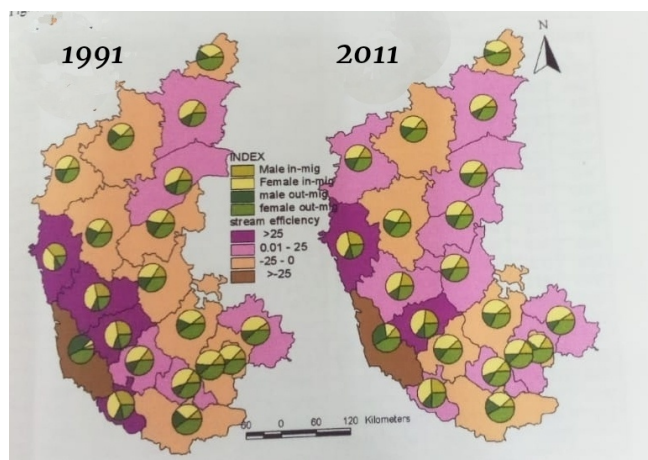 1991
2011
N
INDEX
Male in-mig
Female in-mig
male out-mig
female out-mig
stream efficiency
>25
0.01 - 25
-25 - 0
>-25
60 0 60 120 Kilometers